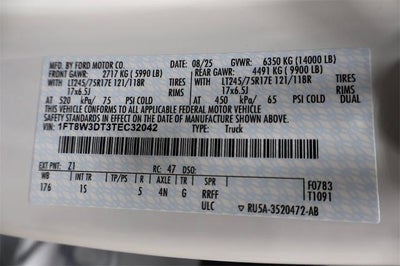 MFD. BY FORD MOTOR CO. DATE: 08/25 GVWR: 6350 KG (14000 LB)
FRONT GAWR: 2717 KG (5990 LB) REAR GAWR: 4491 KG (9900 LB)
WITH LT245/75R17E 121/118R TIRES WITH LT245/75R17E 121/118R TIRES
17x6.5J RIMS 17x6.5J RIMS
AT 520 kPa/ 75 PSI COLD AT 450 kPa/ 65 PSI COLD DUAL
THIS VEHICLE CONFORMS TO ALL APPLICABLE FEDERAL MOTOR VEHICLE
SAFETY STANDARDS IN EFFECT ON THE DATE OF MANUFACTURE SHOWN ABOVE.
VIN: 1FT8W3DT3TEC32042 TYPE: Truck
EXT PNT: Z1 RC: 47 DSO:
WB INT TR TP/PS R AXLE TR SPR F0783
176 1S 5 4N G RRFF T1091
ULC RU5A-3520472-AB